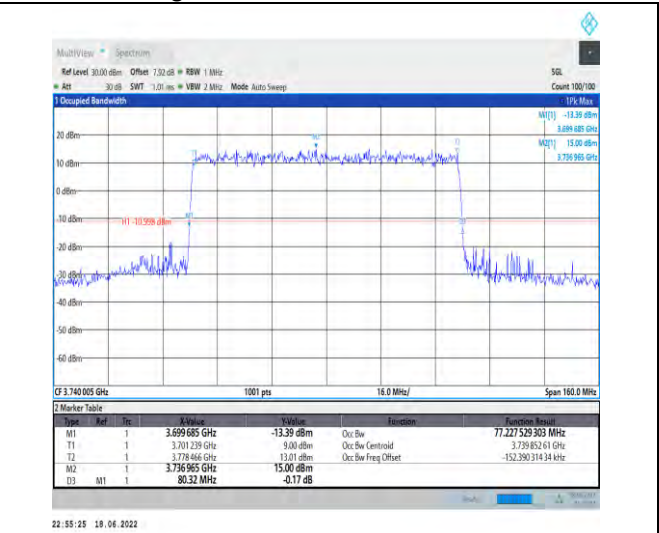 MultiView Spectrum
Ref Level 30.00 dBm Offset 7.92 dB RBW 1 MHz SGL
Att 30 dB SWT 1.01 ms VBW 2 MHz Mode Auto Sweep Count 100/100
1 Occupied Bandwidth 1Pk Max
M1[1] -13.39 dBm
3.699 685 GHz
M2[1] 15.00 dBm
3.736 965 GHz
20 dBm
M2
10 dBm
0 dBm
-10 dBm
H1 -10.998 dBm
M1
D3
-20 dBm
-30 dBm
-40 dBm
-50 dBm
-60 dBm
CF 3.740 005 GHz 1001 pts 16.0 MHz/ Span 160.0 MHz
2 Marker Table
Type Ref Trc X-Value Y-Value Function Function Result
M1 1 3.699 685 GHz -13.39 dBm Occ Bw 77.227 529 303 MHz
T1 1 3.701 239 GHz 9.00 dBm Occ Bw Centroid 3.739 852 61 GHz
T2 1 3.778 466 GHz 13.01 dBm Occ Bw Freq Offset -152.390 314 34 kHz
M2 1 3.736 965 GHz 15.00 dBm
D3 M1 1 80.32 MHz -0.17 dB
22:55:25 18.06.2022